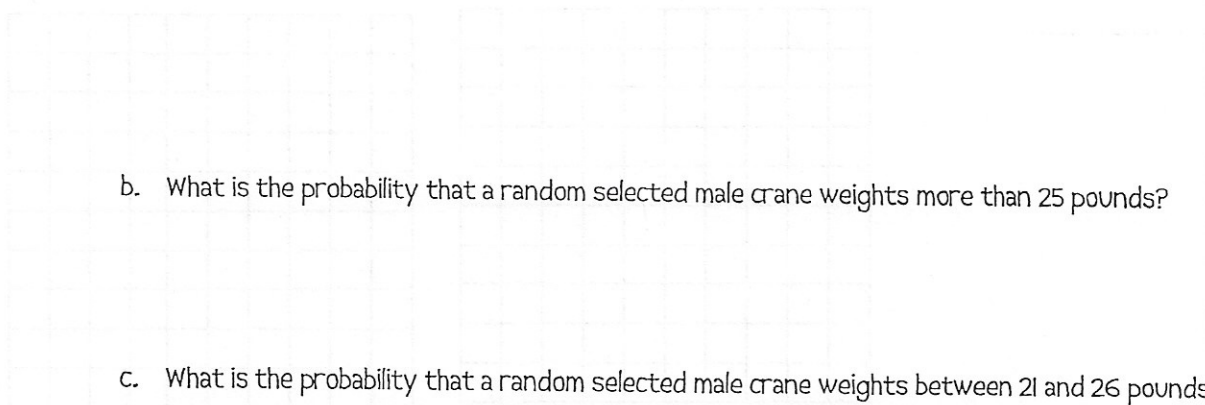 b. What is the probability that a random selected male crane weights more than 25 pounds?
c. What is the probability that a random selected male crane weights between 21 and 26 pounds